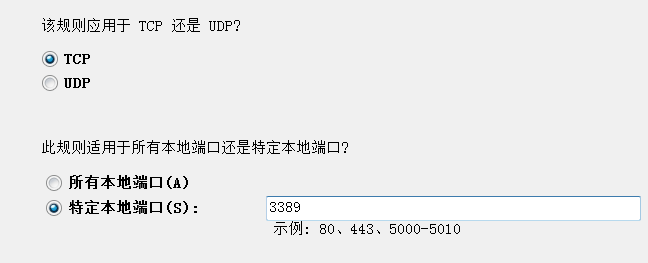 该规则应用于 TCP 还是 UDP?
TCP
UDP
此规则适用于所有本地端口还是特定本地端口?
所有本地端口(A)
特定本地端口(S): 3389
示例: 80、443、5000-5010